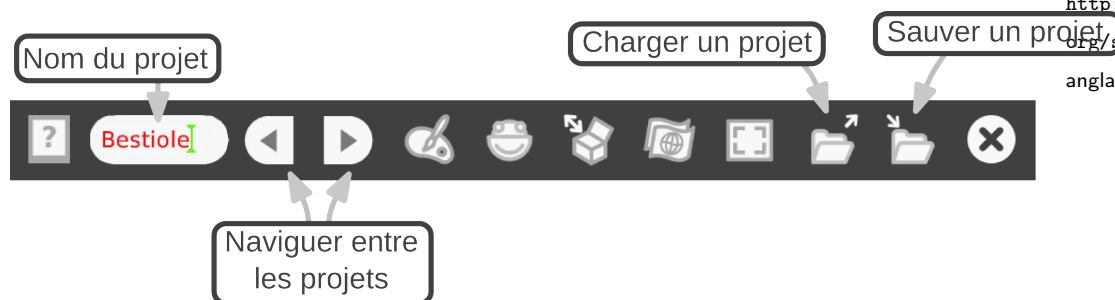 Nom du projet
Charger un projet
Sauver un projet
http:
org/s
angla
?
Bestiole
Naviguer entre
les projets